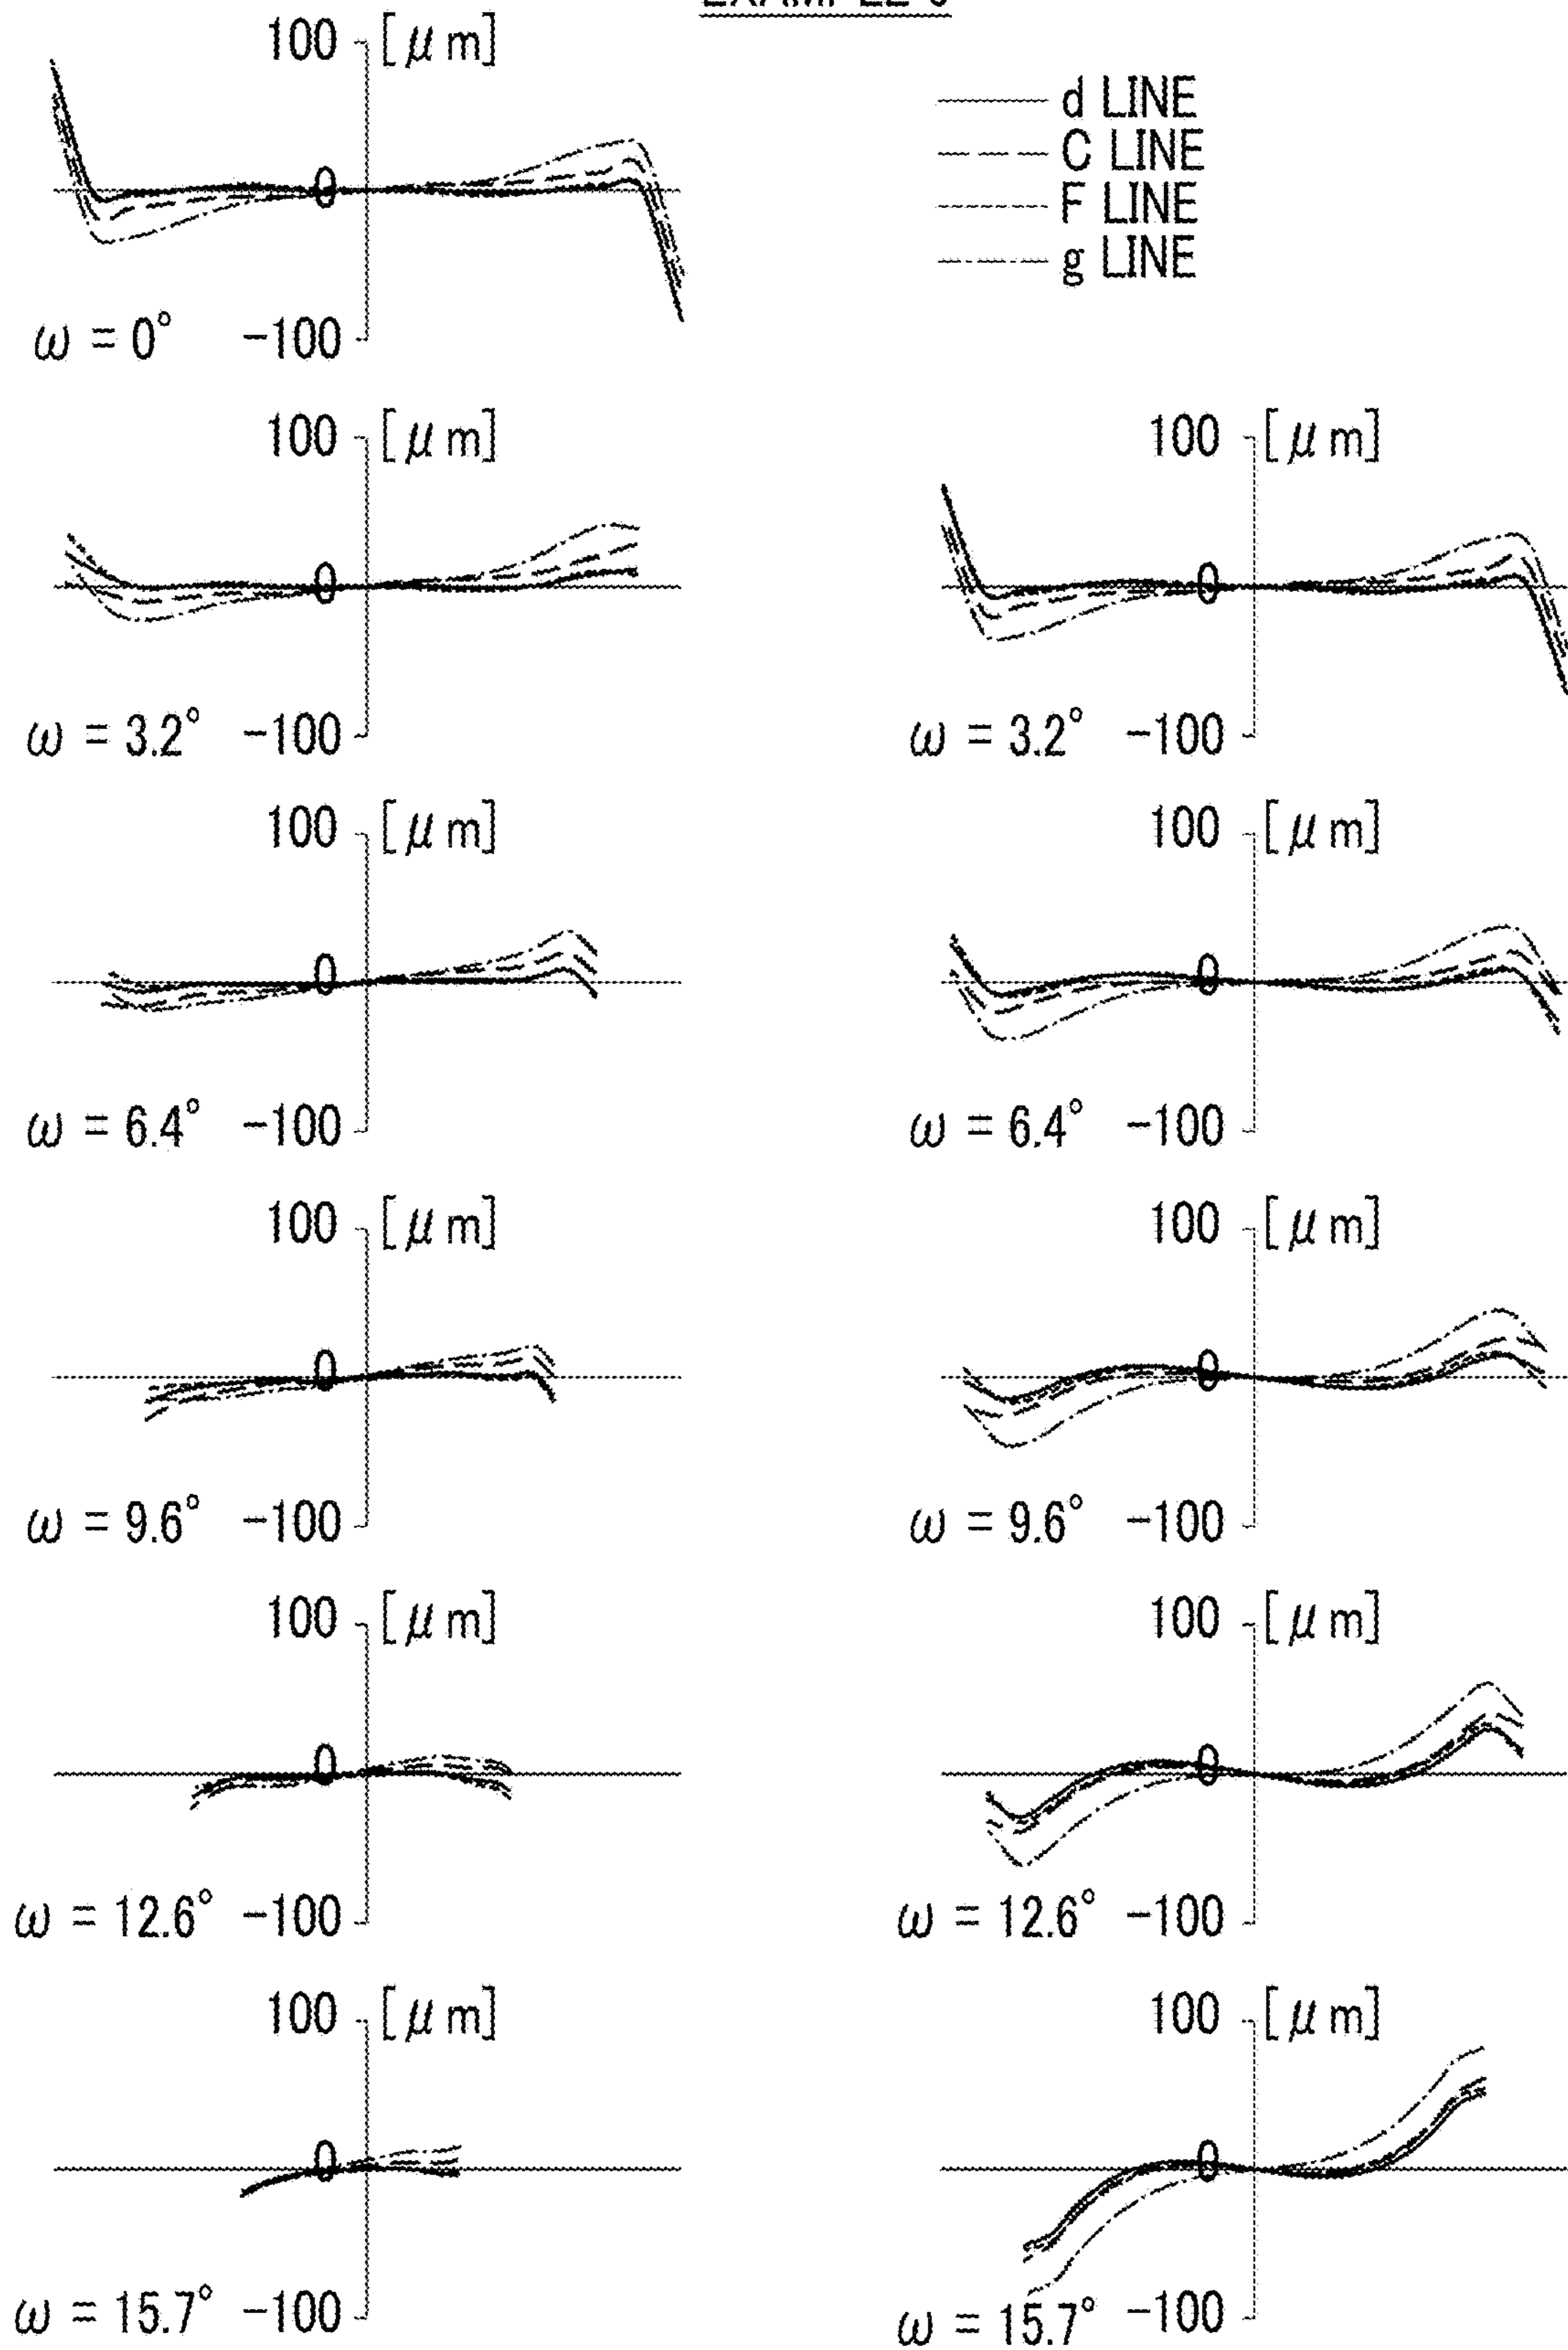 100 [μm]
d LINE
C LINE
F LINE
g LINE
0
ω = 0° -100
100 [μm]
0
ω = 3.2° -100
100 [μm]
0
ω = 3.2° -100
100 [μm]
0
ω = 6.4° -100
100 [μm]
0
ω = 6.4° -100
100 [μm]
0
ω = 9.6° -100
100 [μm]
0
ω = 9.6° -100
100 [μm]
0
ω = 12.6° -100
100 [μm]
0
ω = 12.6° -100
100 [μm]
0
ω = 15.7° -100
100 [μm]
0
ω = 15.7° -100